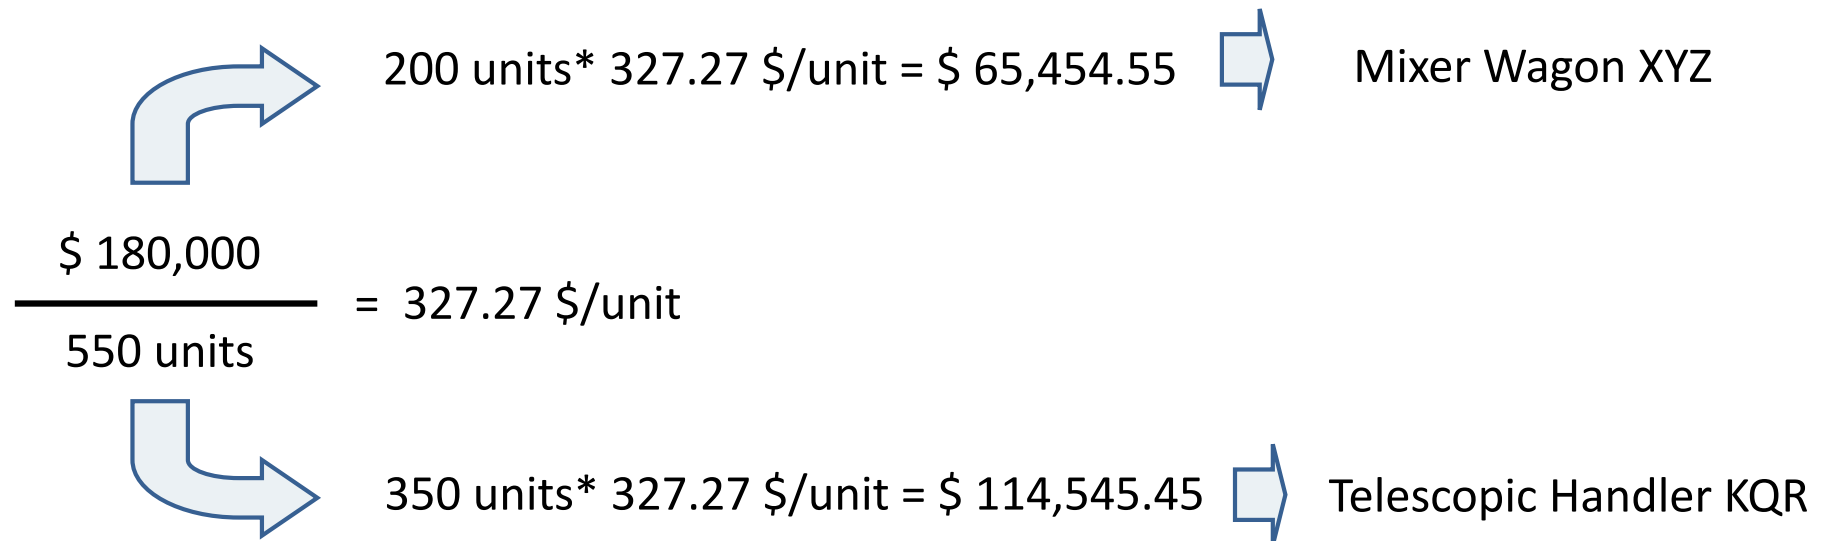 200 units* 327.27 $/unit = $ 65,454.55 Mixer Wagon XYZ
$ 180,000
= 327.27 $/unit
550 units
350 units* 327.27 $/unit = $ 114,545.45 Telescopic Handler KQR